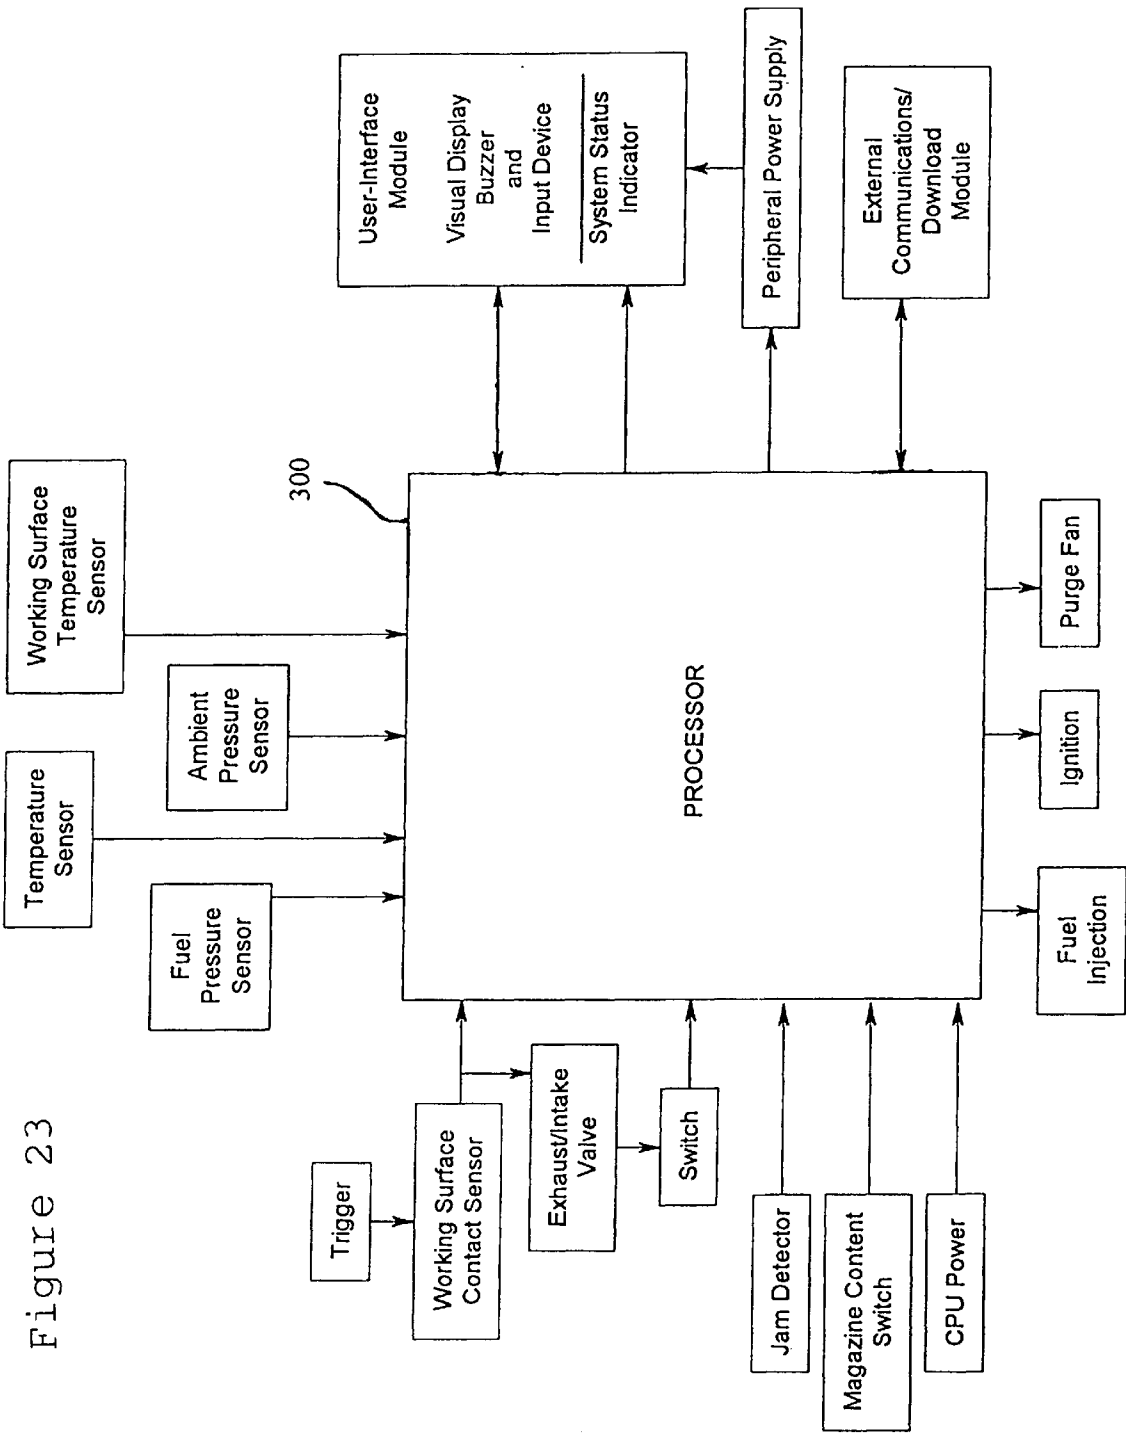 Figure 23
Trigger
Working Surface
Contact Sensor
Exhaust/Intake
Valve
Switch
Jam Detector
Magazine Content
Switch
CPU Power
Fuel
Pressure
Sensor
Temperature
Sensor
Ambient
Pressure
Sensor
Working Surface
Temperature
Sensor
300
PROCESSOR
Fuel
Injection
Ignition
Purge Fan
User-Interface
Module
Visual Display
Buzzer
and
Input Device
System Status
Indicator
Peripheral Power Supply
External
Communications/
Download
Module